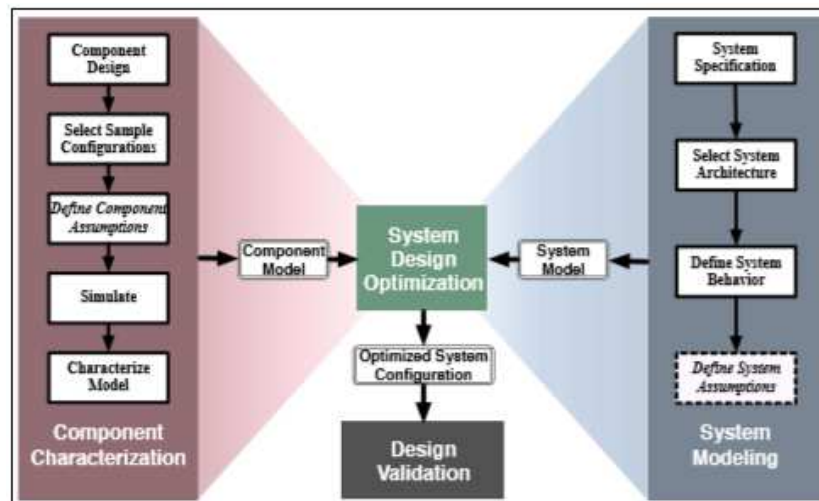 Component
Design
Select Sample
Configurations
Define Component
Assumptions
Simulate
Characterize
Model
Component
Characterization
Component
Model
System
Design
Optimization
Optimized System
Configuration
Design
Validation
System
Model
System
Specification
Select System
Architecture
Define System
Behavior
Define System
Assumptions
System
Modeling